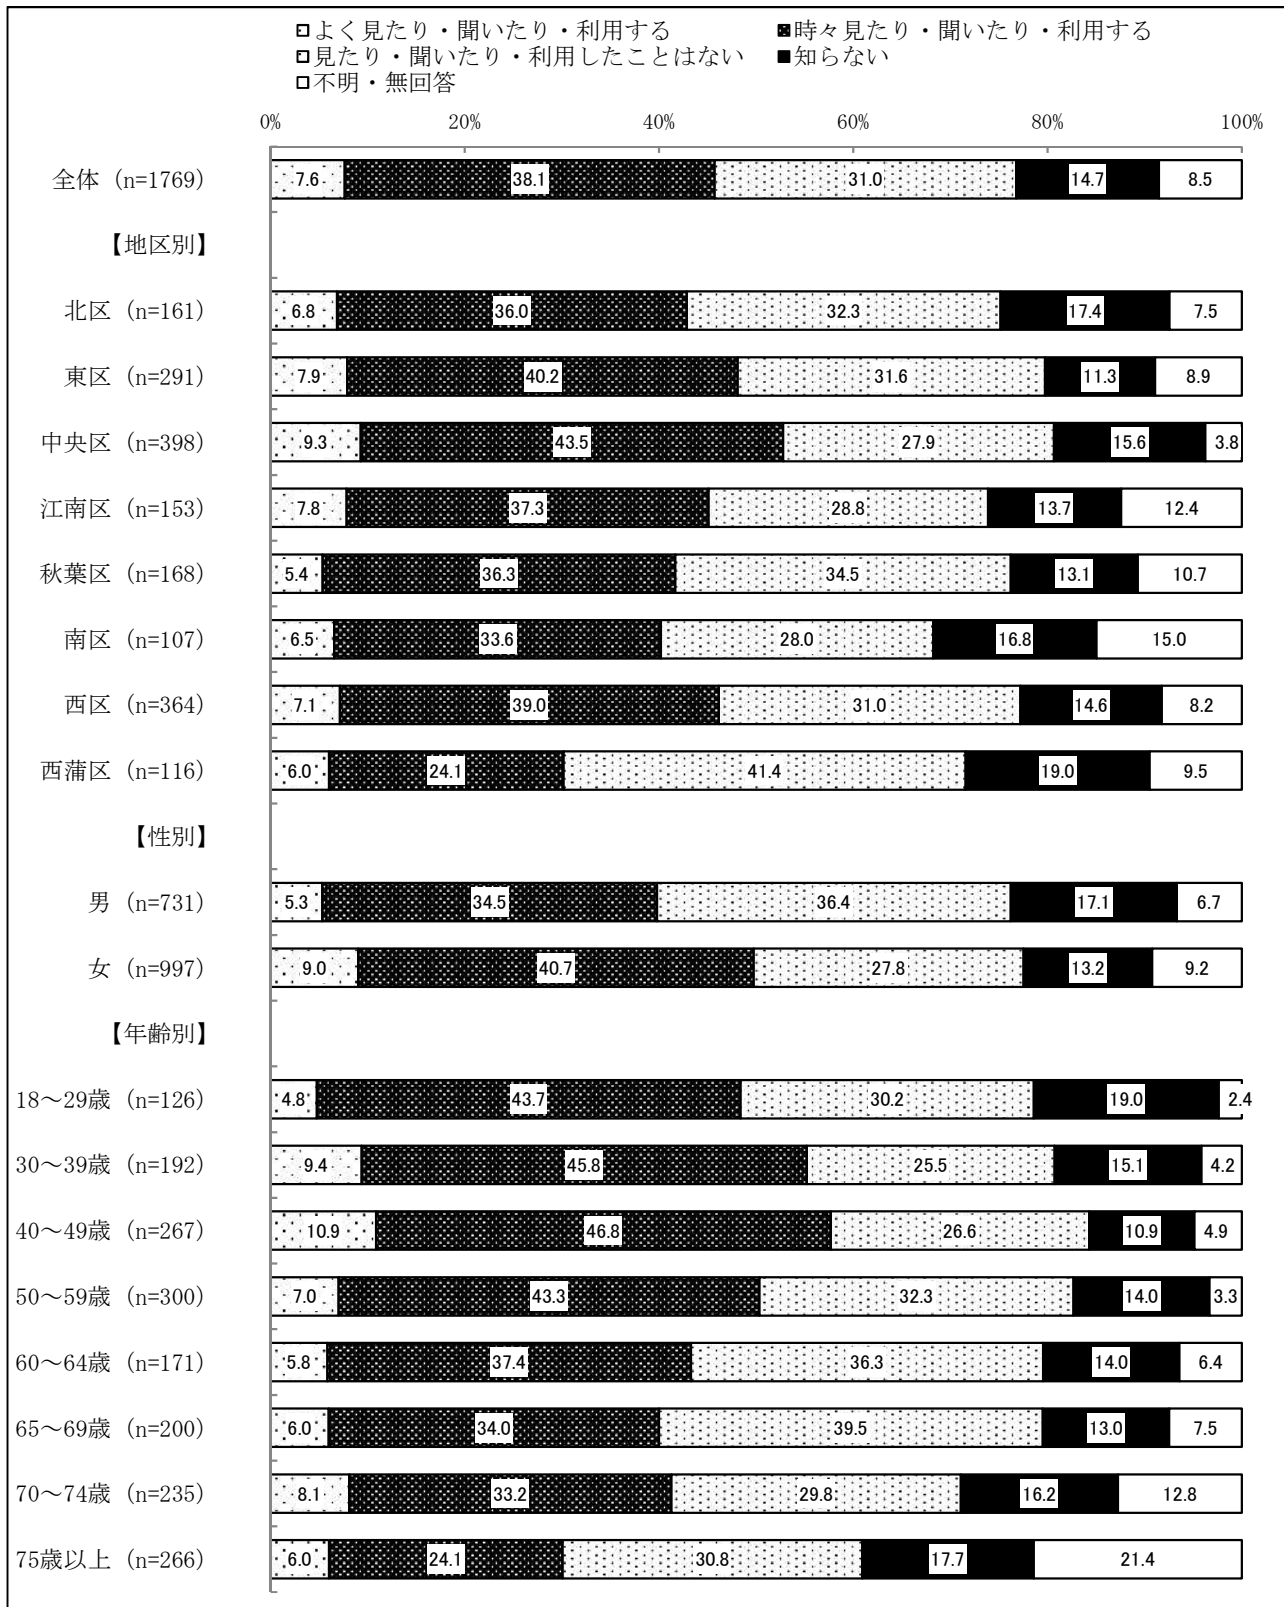 よく見たり・聞いたり・利用する 時々見たり・聞いたり・利用する
見たり・聞いたり・利用したことはない 知らない
不明・無回答
0% 20% 40% 60% 80% 100%
全体 (n=1769) 7.6 38.1 31.0 14.7 8.5
【地区別】
北区 (n=161) 6.8 36.0 32.3 17.4 7.5
東区 (n=291) 7.9 40.2 31.6 11.3 8.9
中央区 (n=398) 9.3 43.5 27.9 15.6 3.8
江南区 (n=153) 7.8 37.3 28.8 13.7 12.4
秋葉区 (n=168) 5.4 36.3 34.5 13.1 10.7
南区 (n=107) 6.5 33.6 28.0 16.8 15.0
西区 (n=364) 7.1 39.0 31.0 14.6 8.2
西蒲区 (n=116) 6.0 24.1 41.4 19.0 9.5
【性別】
男 (n=731) 5.3 34.5 36.4 17.1 6.7
女 (n=997) 9.0 40.7 27.8 13.2 9.2
【年齢別】
18～29歳 (n=126) 4.8 43.7 30.2 19.0 2.4
30～39歳 (n=192) 9.4 45.8 25.5 15.1 4.2
40～49歳 (n=267) 10.9 46.8 26.6 10.9 4.9
50～59歳 (n=300) 7.0 43.3 32.3 14.0 3.3
60～64歳 (n=171) 5.8 37.4 36.3 14.0 6.4
65～69歳 (n=200) 6.0 34.0 39.5 13.0 7.5
70～74歳 (n=235) 8.1 33.2 29.8 16.2 12.8
75歳以上 (n=266) 6.0 24.1 30.8 17.7 21.4